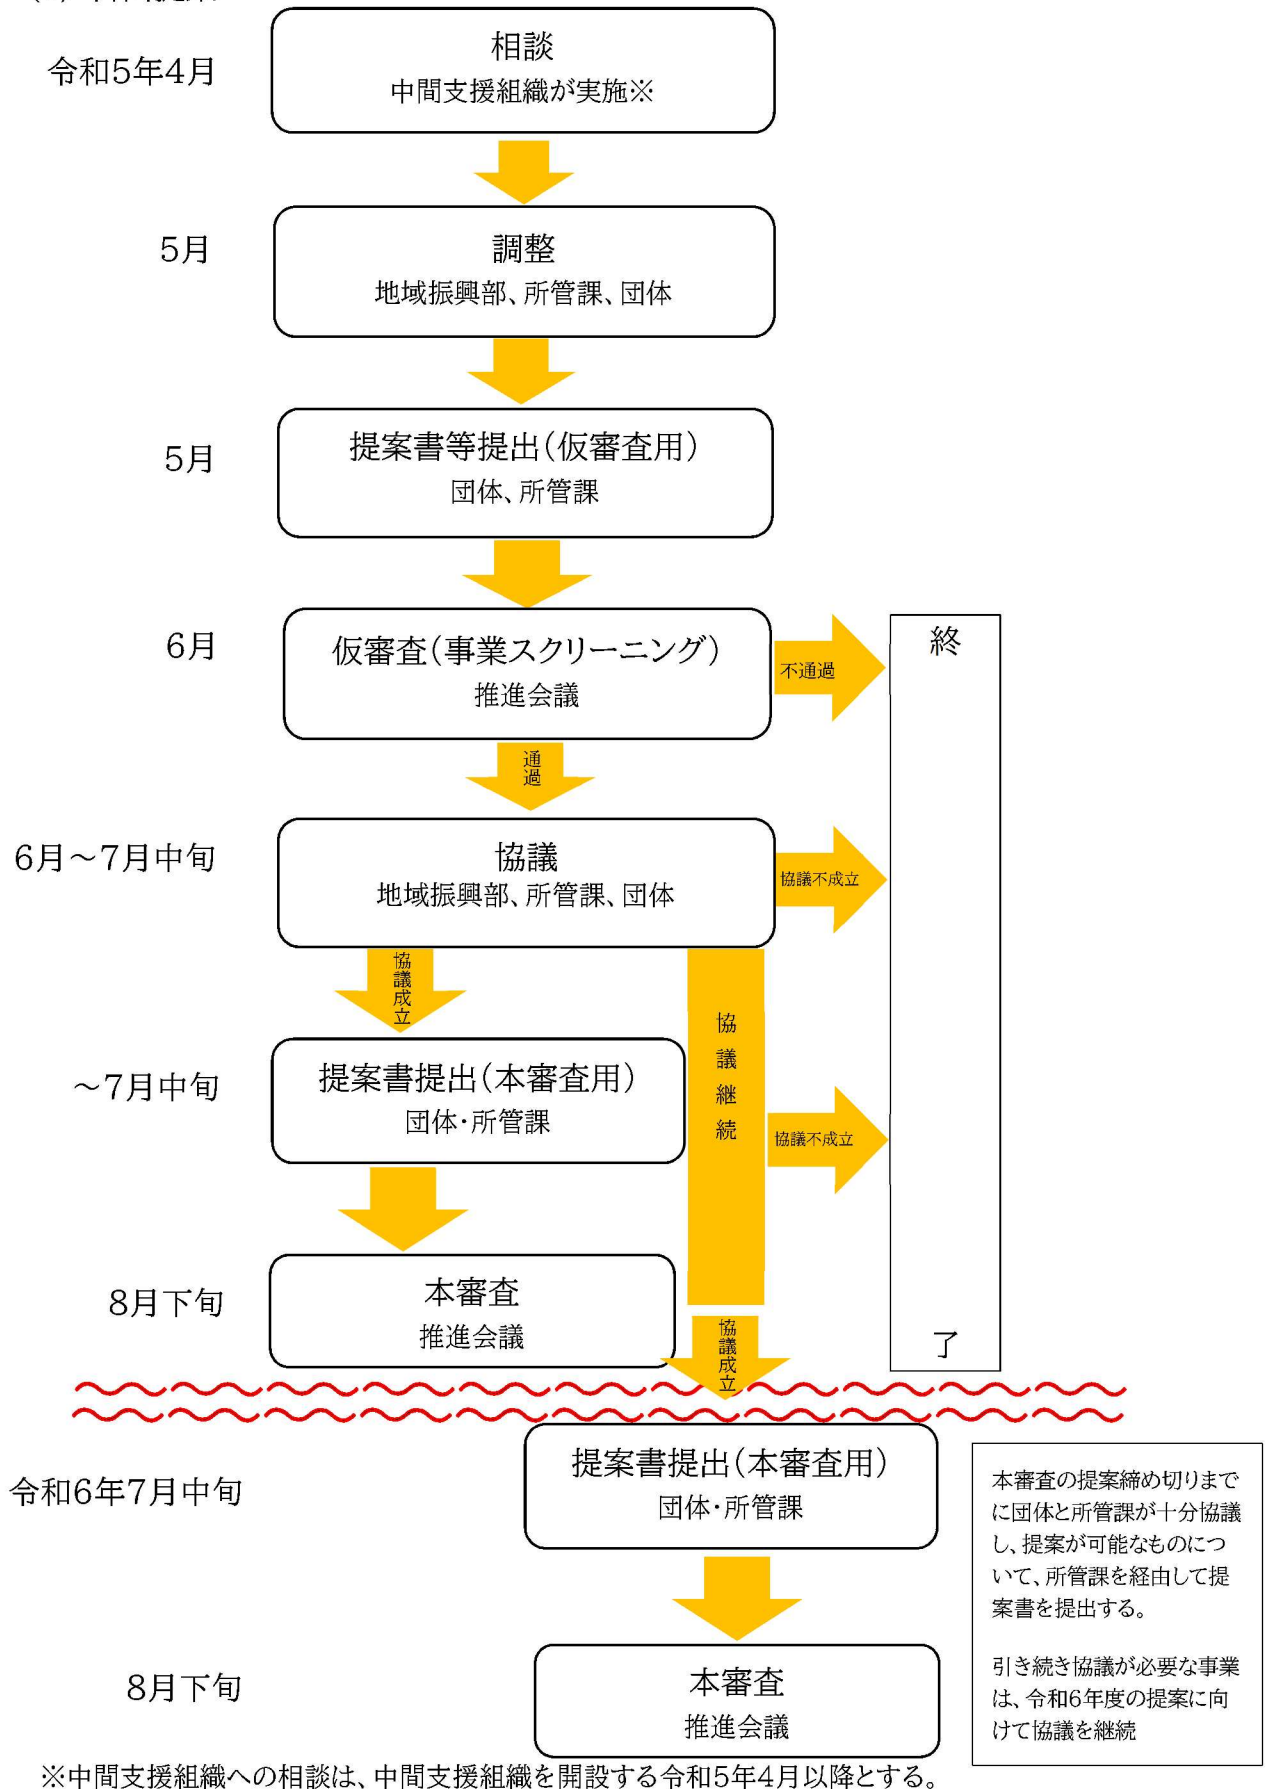 令和5年4月
相談
中間支援組織が実施※
5月
調整
地域振興部、所管課、団体
5月
提案書等提出(仮審査用)
団体、所管課
6月
仮審査(事業スクリーニング)
推進会議
不通過
終
通過
6月～7月中旬
協議
地域振興部、所管課、団体
協議不成立
協議成立
協議継続
～7月中旬
提案書提出(本審査用)
団体・所管課
協議不成立
8月下旬
本審査
推進会議
協議成立
了
令和6年7月中旬
提案書提出(本審査用)
団体・所管課
本審査の提案締め切りまで
に団体と所管課が十分協議
し、提案が可能なものにつ
いて、所管課を経由して提
案書を提出する。
引き続き協議が必要な事業
は、令和6年度の提案に向
けて協議を継続
8月下旬
本審査
推進会議
※中間支援組織への相談は、中間支援組織を開設する令和5年4月以降とする。